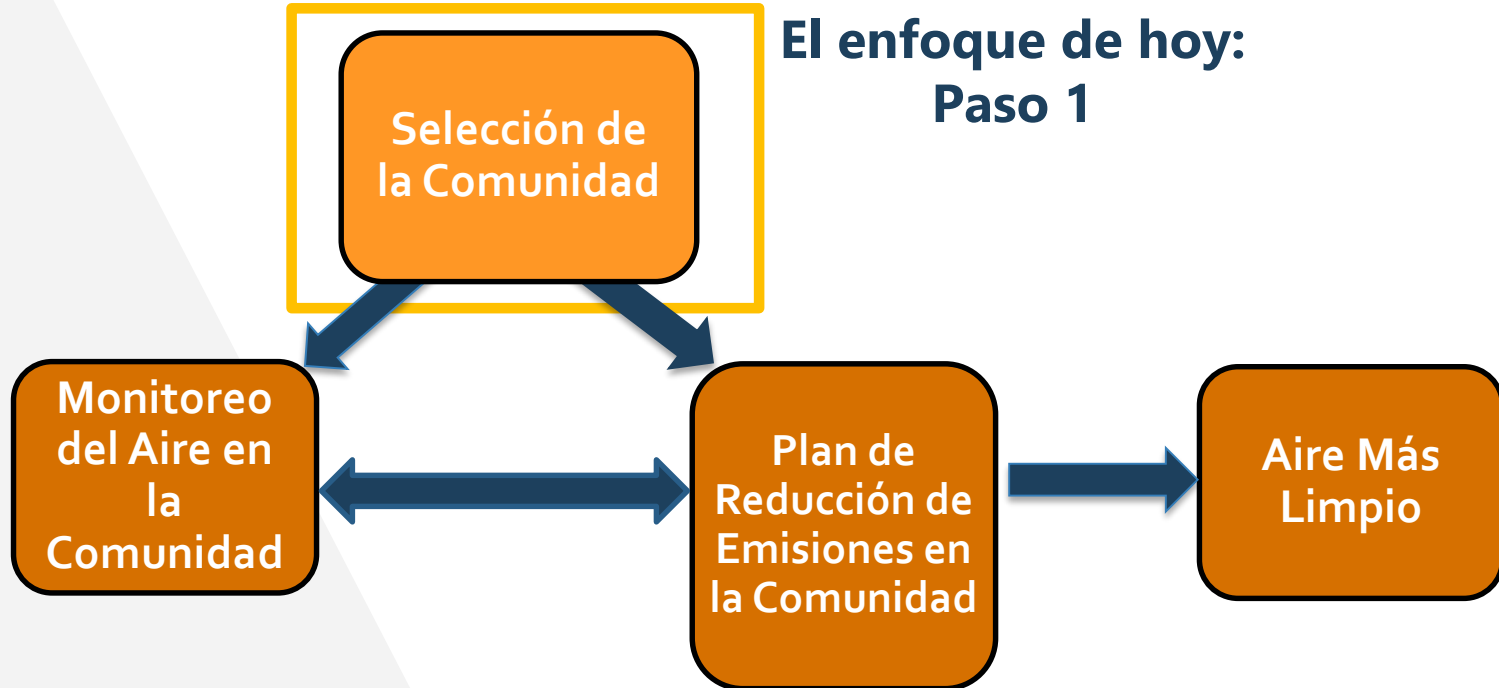 El enfoque de hoy:
Paso 1
Selección de
la Comunidad
Monitoreo
del Aire en
la
Comunidad
Plan de
Reducción de
Emisiones en
la Comunidad
Aire Más
Limpio